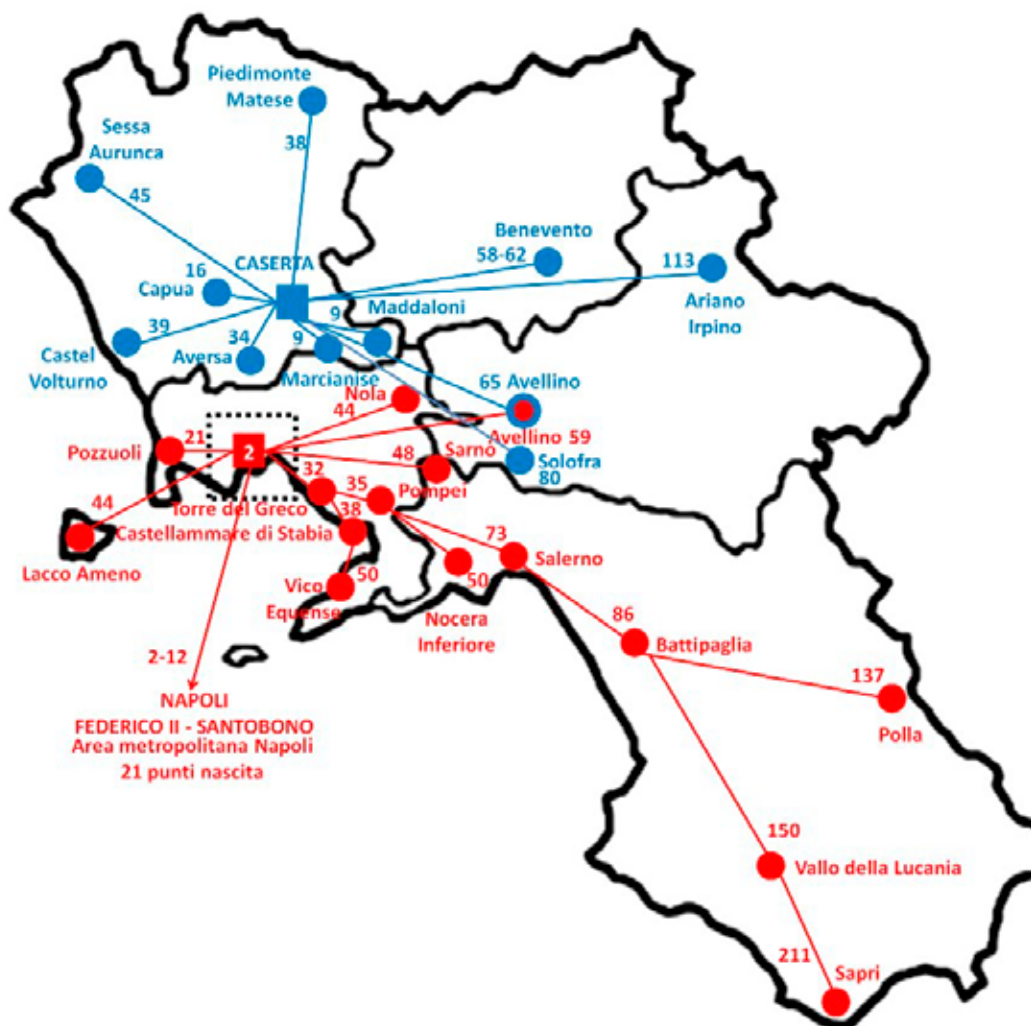 Piedimonte
Matese
38
Sessa
Aurunca
45
Benevento
58-62
113
Ariano
Irpino
CASERTA
16
Capua
Maddaloni
9
39
34
9
Castel
Volturno
Aversa
Marcianise
65 Avellino
Nola
44
Avellino 59
Pozzuoli
21
2
Sarno
48
Solofra
80
32
35
Pompei
44
Torre del Greco
38
Castellammare di Stabia
73
Salerno
Lacco Ameno
Vico
Equense
50
50
Nocera
Inferiore
86
Battipaglia
2-12
137
Polla
NAPOLI
FEDERICO II - SANTOBONO
Area metropolitana Napoli
21 punti nascita
150
Vallo della Lucania
211
Sapri